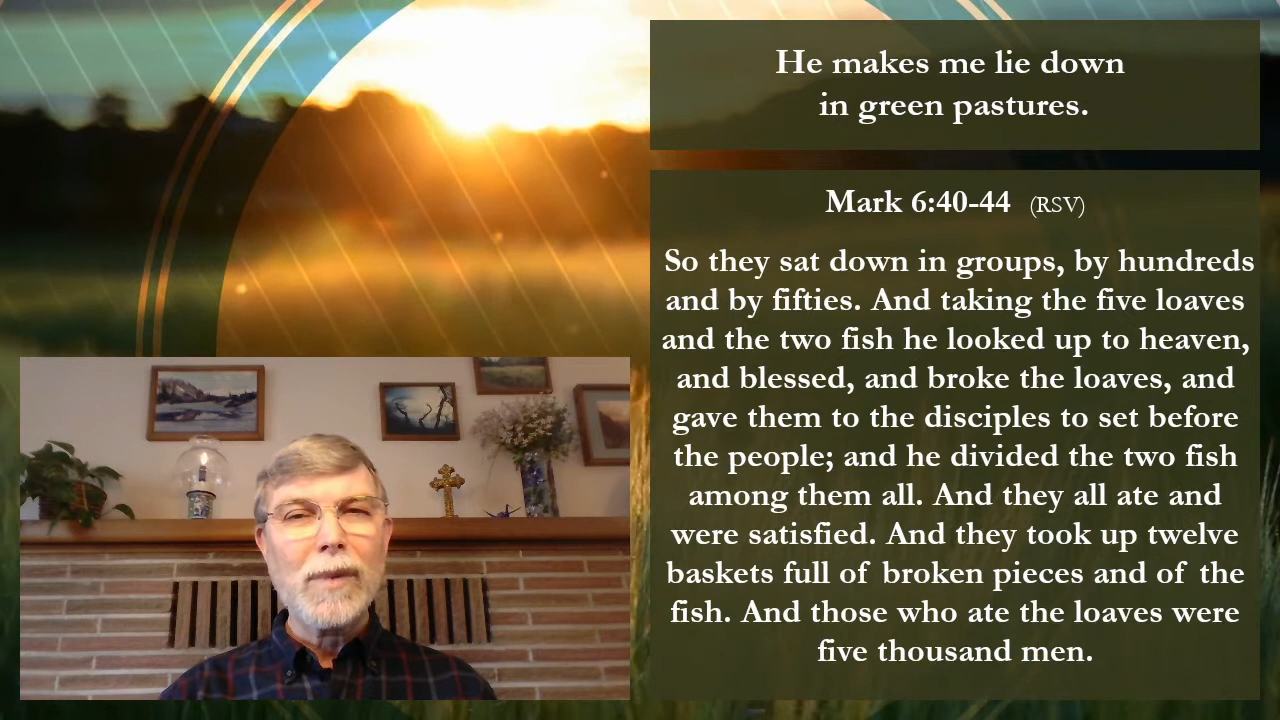 He makes me lie down
in green pastures.
Mark 6:40-44 (RSV)
So they sat down in groups, by hundreds
and by fifties. And taking the five loaves
and the two fish he looked up to heaven,
and blessed, and broke the loaves, and
gave them to the disciples to set before
the people; and he divided the two fish
among them all. And they all ate and
were satisfied. And they took up twelve
baskets full of broken pieces and of the
fish. And those who ate the loaves were
five thousand men.